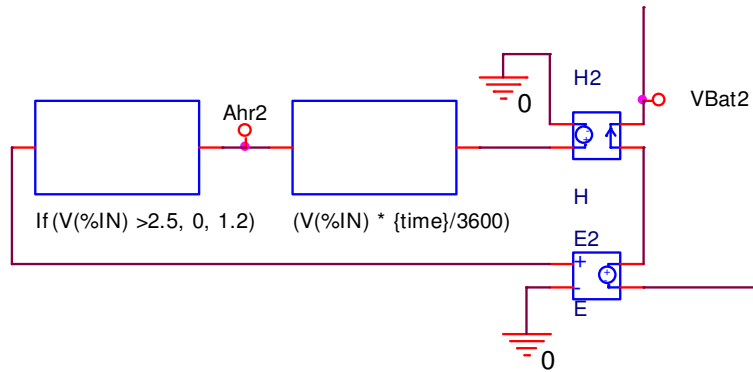 H2
0
VBat2
Ahr2
If (V(%IN) >2.5, 0, 1.2)
(V(%IN) * {time}/3600)
H
E2
+
-
E
0